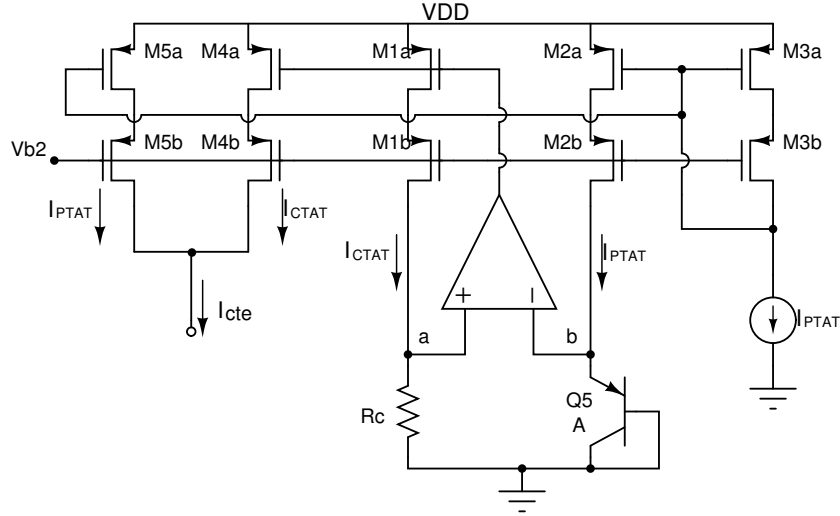 VDD
M5a M4a M1a M2a M3a
Vb2 M5b M4b M1b M2b M3b
IPTAT ICTAT ICTAT IPTAT
Icte + − IPTAT
a b
Rc Q5
A